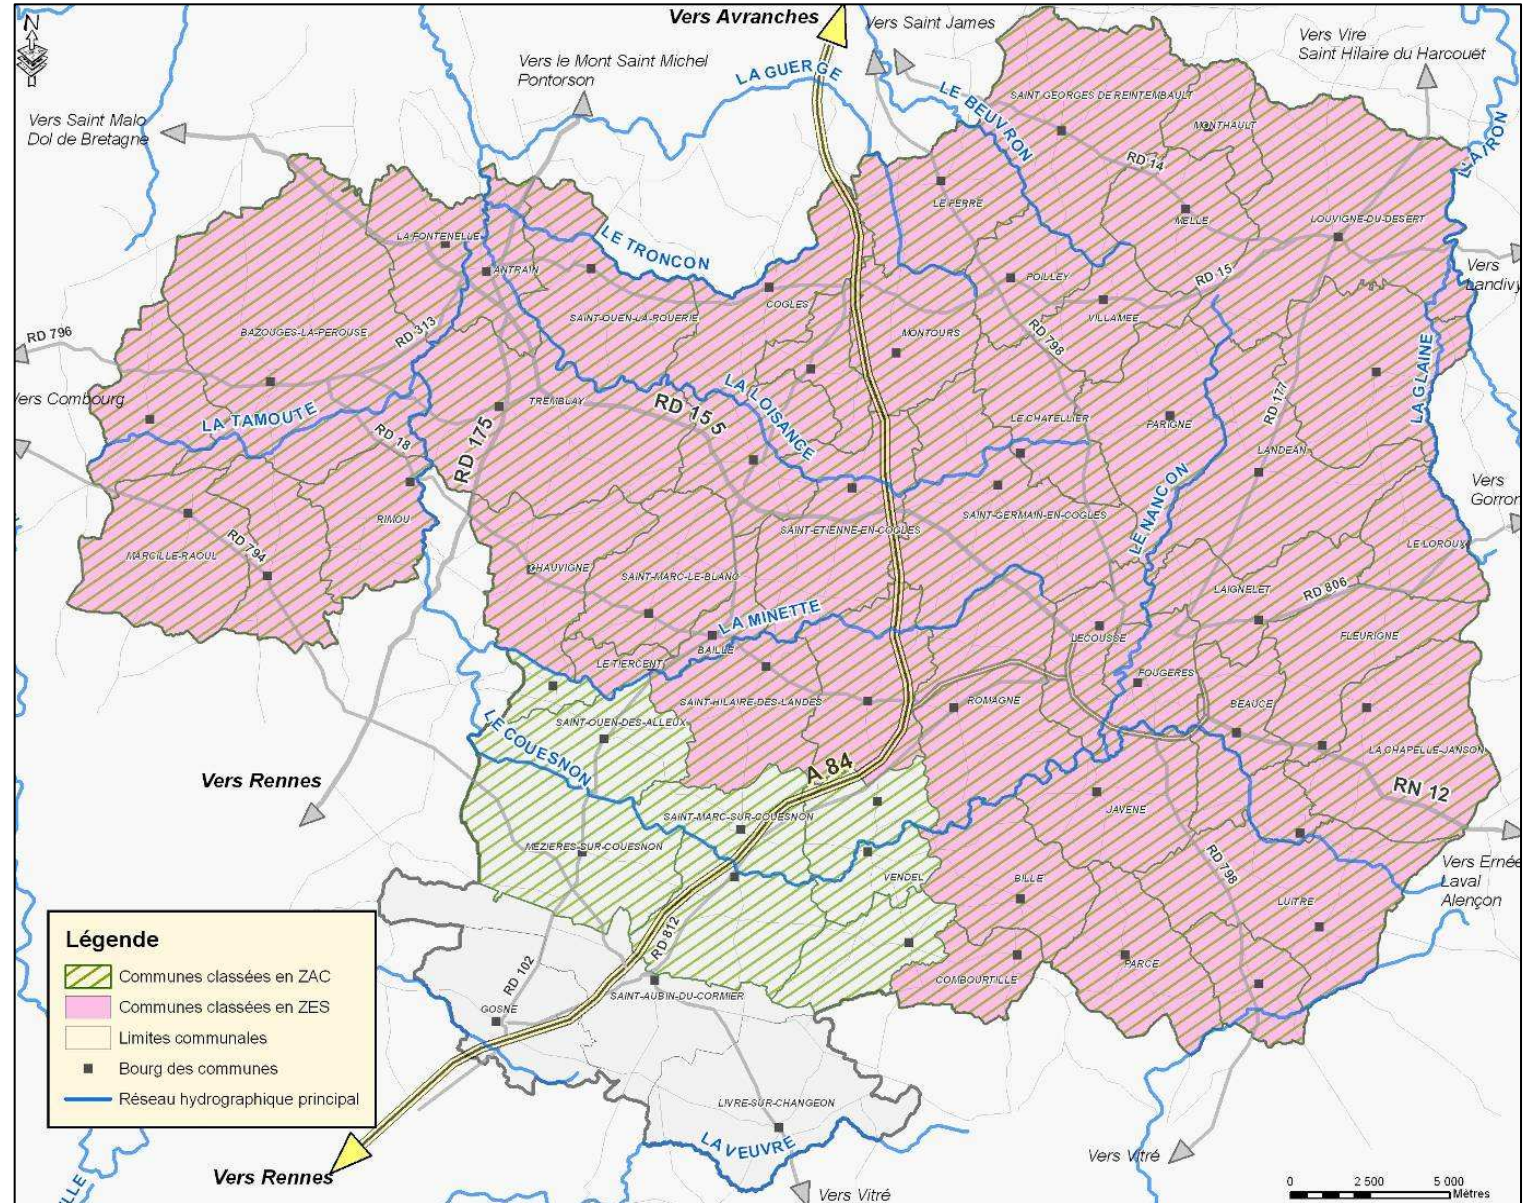 N
Vers Avranches
Vers Saint James
Vers Vire
Saint Hilaire du Harcouët
Vers le Mont Saint Michel
Pontorson
LA GUERGE
LE BEUVRON
SAINT-GEORGES-DE-REINTEMBAULT
MONTHAULT
Vers Saint Malo
Dol de Bretagne
L'AIRON
RD 14
LE FERRE
MELLE
LOUVIGNE-DU-DESERT
LA FONTENELLE
ANTRAIN
LE TRONCON
Vers
Landivy
COGLES
POILLEY
RD 15
SAINT-OUEN-LA-ROUERIE
VILLAMEE
BAZOUGES-LA-PEROUSE
RD 313
MONTOURS
RD 798
RD 796
LA GLAINE
Vers Combourg
LA TAMOUTE
TREMBLAY
RD 155
LA LOISANCE
LE CHATELLIER
PARIGNE
RD 177
RD 18
RD 175
LANDEAN
Vers
Gorron
RIMOU
SAINT-ETIENNE-EN-COGLES
SAINT-GERMAIN-EN-COGLES
LE NANCON
MARCILLE-RAOUL
RD 794
LE LOROUX
CHAUVIGNE
SAINT-MARC-LE-BLANC
LAIGNELET
RD 806
LA MINETTE
LECOUSSE
FLEURIGNE
BAILLE
LE TIERCENT
FOUGERES
SAINT-HILAIRE-DES-LANDES
ROMAGNE
BEAUCE
SAINT-OUEN-DES-ALLEUX
LE COUESNON
LA CHAPELLE-JANSON
Vers Rennes
A 84
RN 12
SAINT-MARC-SUR-COUESNON
JAVENE
MEZIERES-SUR-COUESNON
VENDEL
BILLE
RD 798
Vers Ernée
Laval
Alençon
LUITRE
RD 812
COMBOURTILLE
PARCE
RD 102
SAINT-AUBIN-DU-CORMIER
GOSNE
LIVRE-SUR-CHANGEON
LA VEUVRE
Légende
Communes classées en ZAC
Communes classées en ZES
Limites communales
Bourg des communes
Réseau hydrographique principal
Vers Rennes
Vers Vitré
Vers Vitré
0 2 500 5 000
Mètres